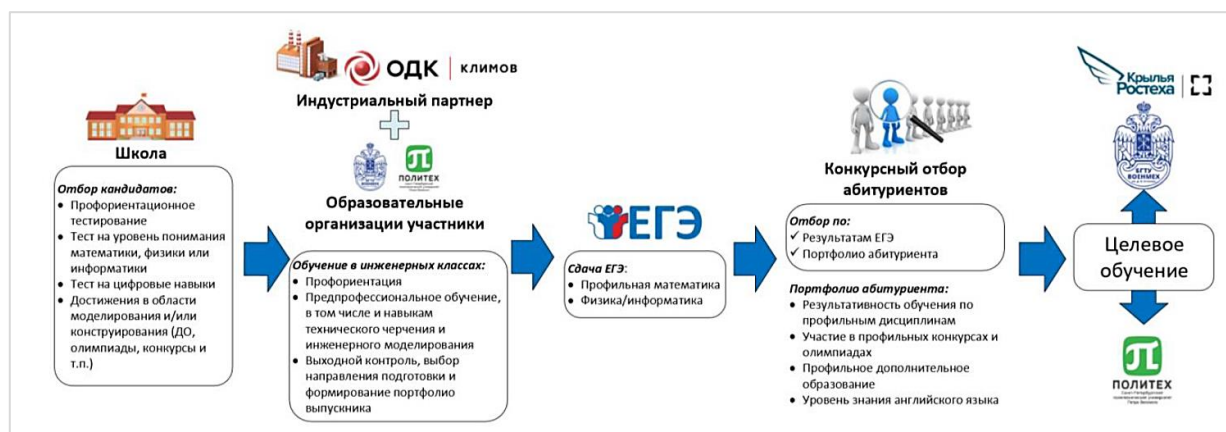 Школа
Отбор кандидатов:
• Профориентационное
тестирование
• Тест на уровень понимания
математики, физики или
информатики
• Тест на цифровые навыки
• Достижения в области
моделирования и/или
конструирования (ДО,
олимпиады, конкурсы и
т.п.)
ОДК | КЛИМОВ
Индустриальный партнер
ПОЛИТЕХ
Образовательные
организации участники
Обучение в инженерных классах:
• Профориентация
• Предпрофессиональное обучение,
в том числе и навыкам
технического черчения и
инженерного моделирования
• Выходной контроль, выбор
направления подготовки и
формирование портфолио
выпускника
ЕГЭ
Сдача ЕГЭ:
• Профильная математика
• Физика/информатика
Конкурсный отбор
абитуриентов
Отбор по:
✓ Результатам ЕГЭ
✓ Портфолио абитуриента
Портфолио абитуриента:
• Результативность обучения по
профильным дисциплинам
• Участие в профильных конкурсах и
олимпиадах
• Профильное дополнительное
образование
• Уровень знания английского языка
Крылья
Ростеха
БГТУ
ВОЕНМЕХ
Целевое
обучение
ПОЛИТЕХ